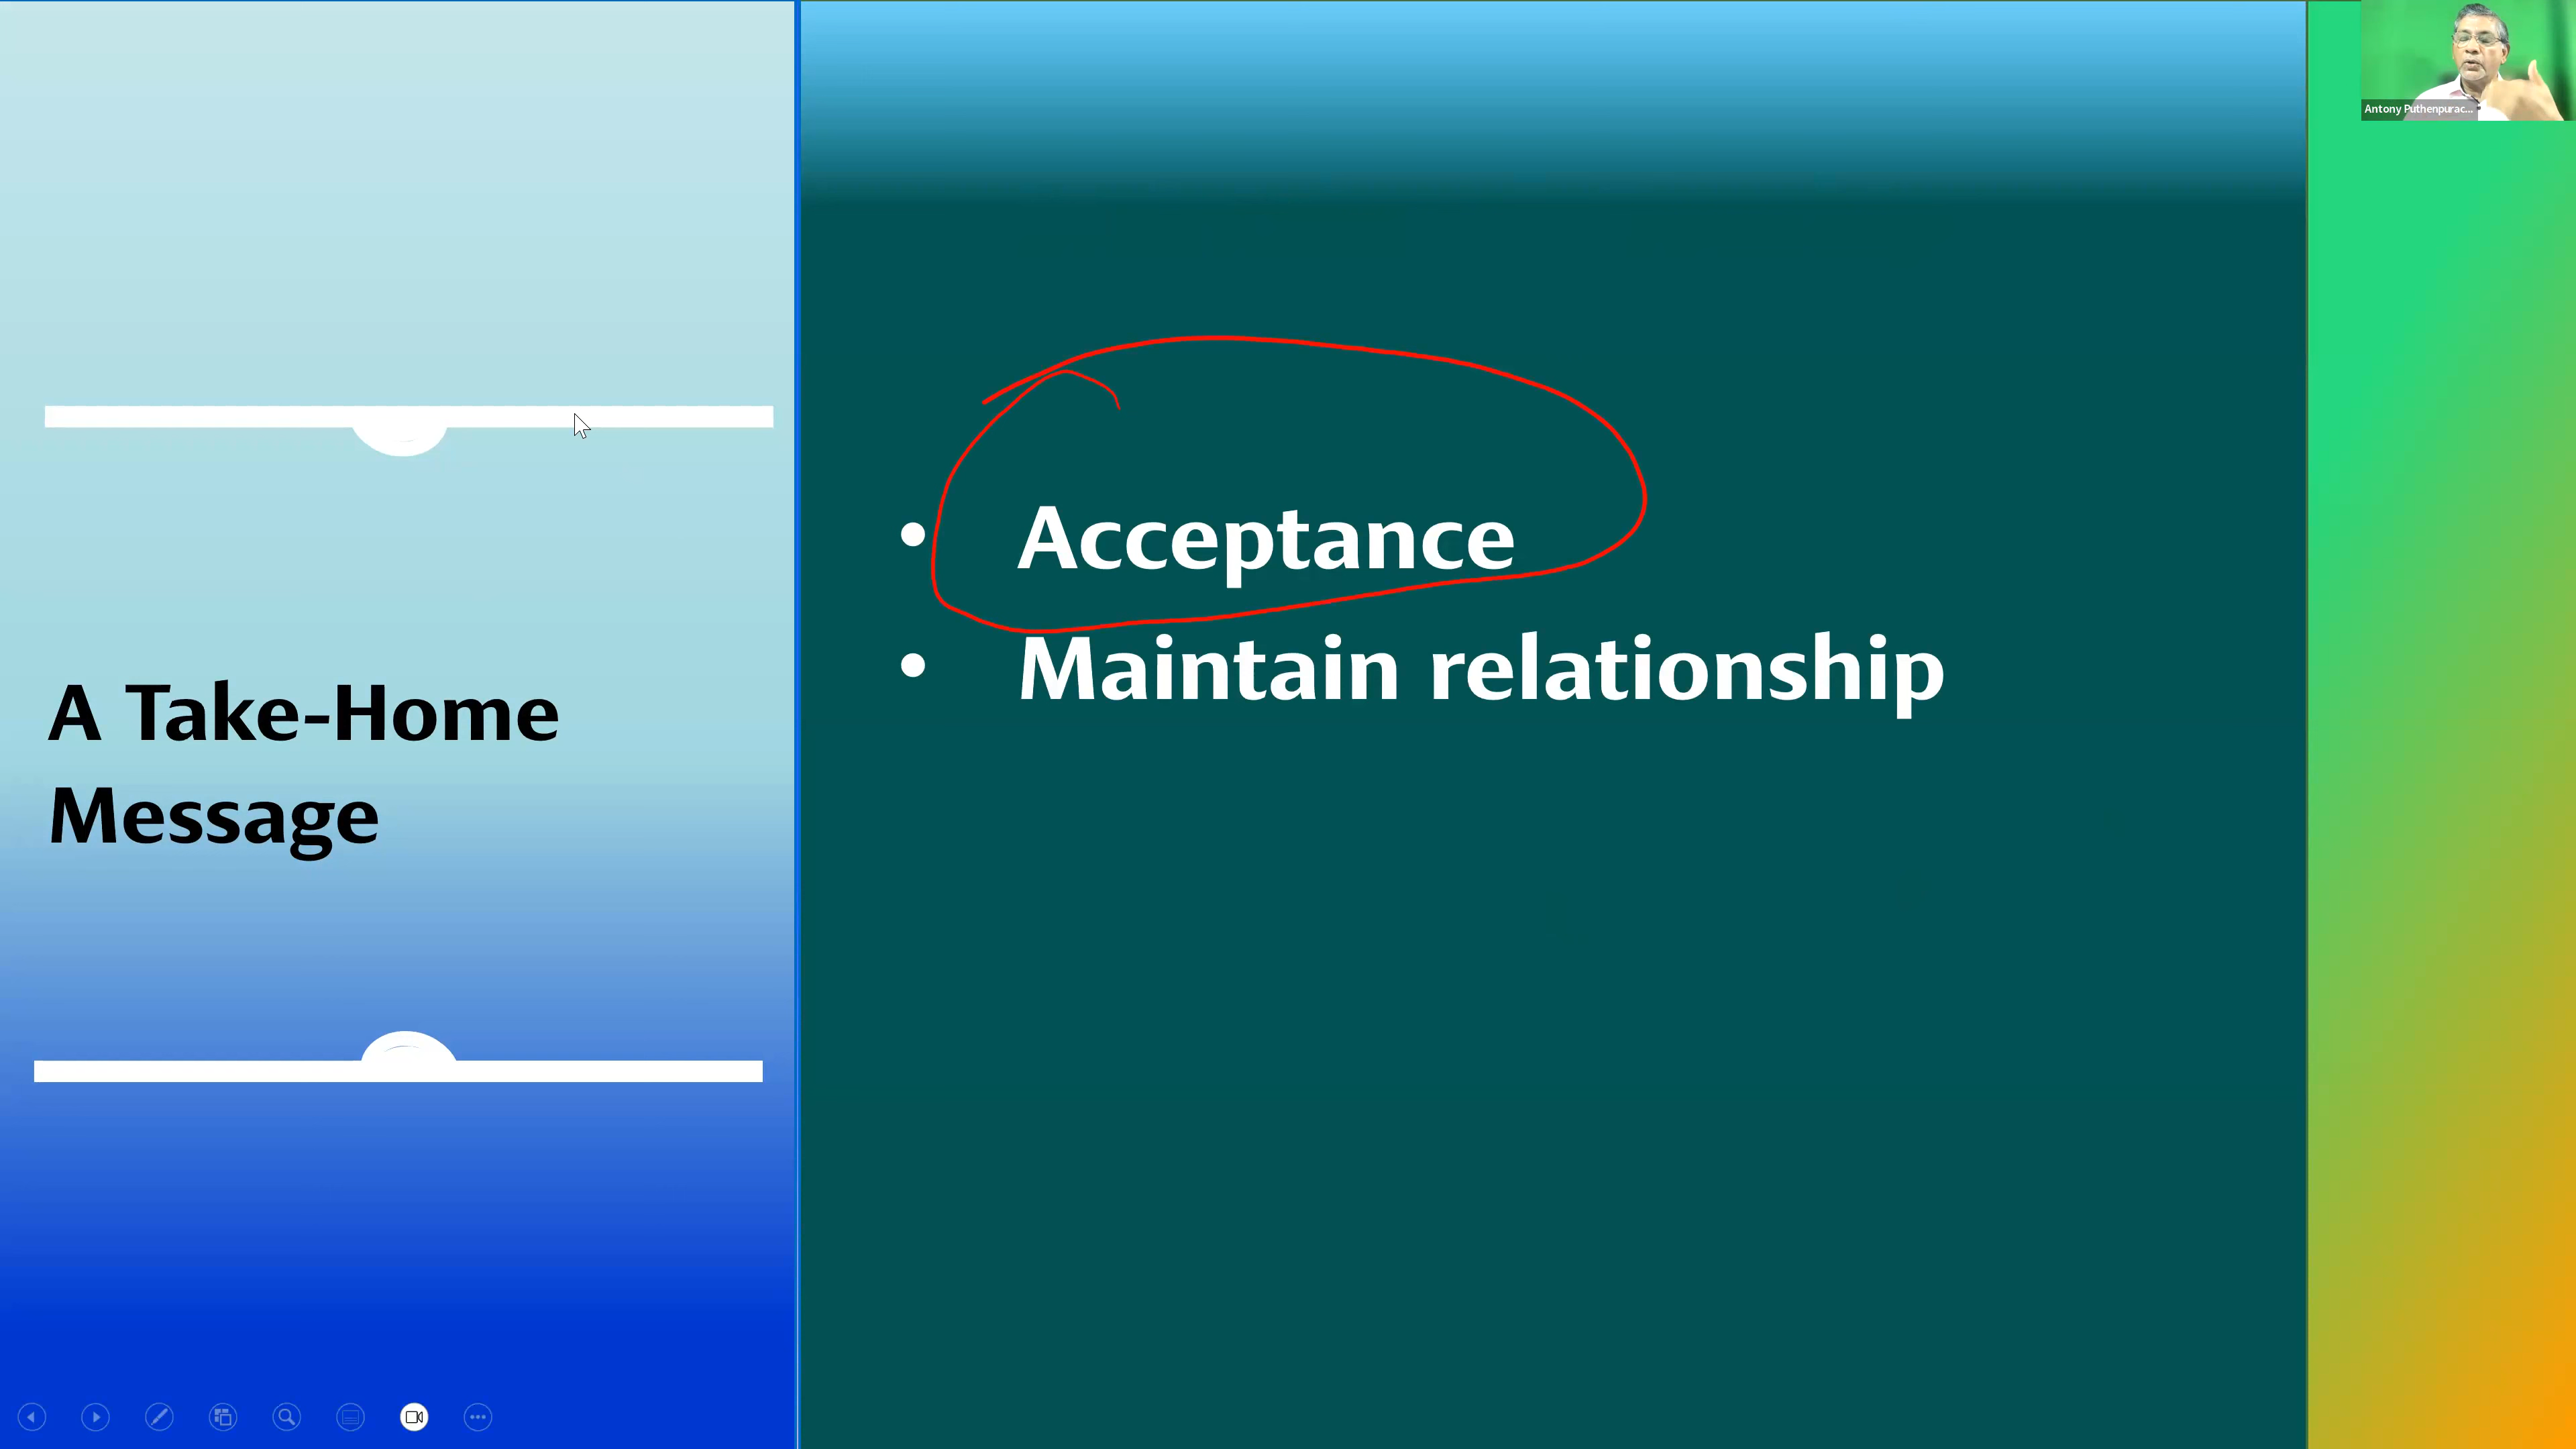 Antony Puthenpurac...
• Acceptance
• Maintain relationship
A Take-Home
Message